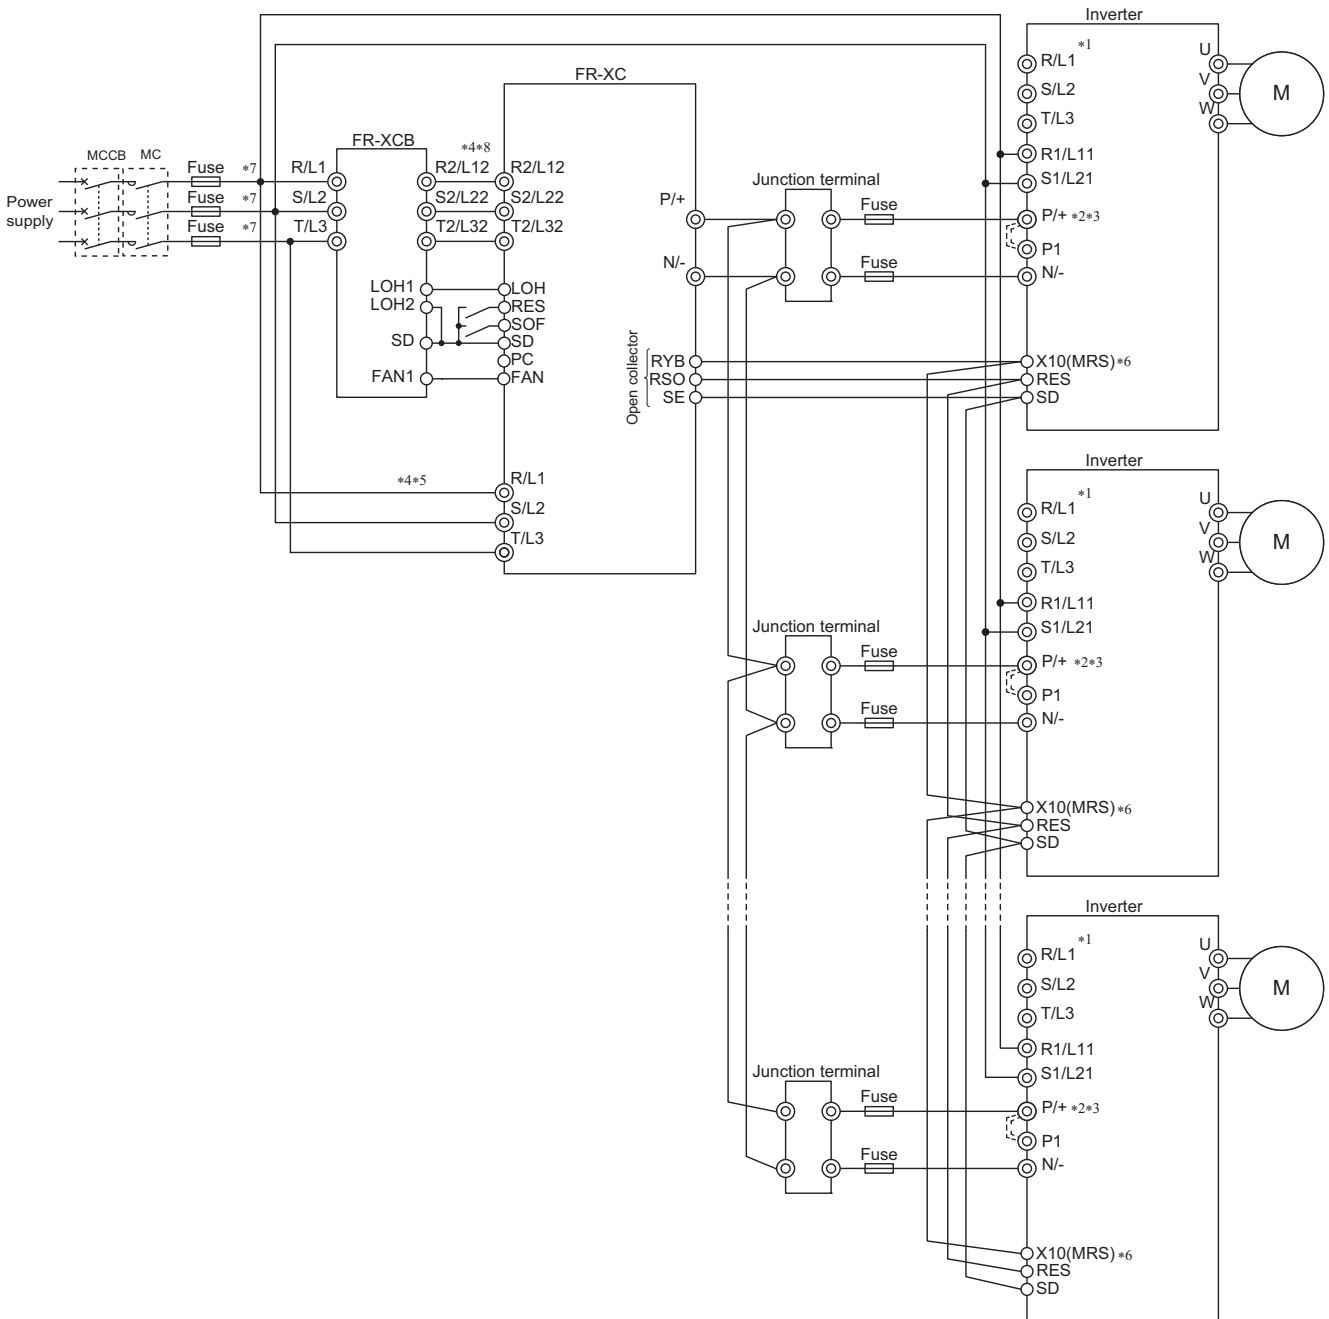 Inverter
R/L1 *1
S/L2
T/L3
R1/L11
S1/L21
P/+ *2*3
P1
N/-
X10(MRS) *6
RES
SD
U
V
W
M
FR-XC
FR-XCB
*4*8
MCCB MC
Power supply
Fuse *7
Fuse *7
Fuse *7
R/L1
S/L2
T/L3
R2/L12
S2/L22
T2/L32
R2/L12
S2/L22
T2/L32
LOH1
LOH2
SD
FAN1
LOH
RES
SOF
SD
PC
FAN
*4*5
R/L1
S/L2
T/L3
P/+
N/-
Open collector
RYB
RSO
SE
Junction terminal
Fuse
Fuse
Inverter
R/L1 *1
S/L2
T/L3
R1/L11
S1/L21
P/+ *2*3
P1
N/-
X10(MRS) *6
RES
SD
U
V
W
M
Junction terminal
Fuse
Fuse
Inverter
R/L1 *1
S/L2
T/L3
R1/L11
S1/L21
P/+ *2*3
P1
N/-
X10(MRS) *6
RES
SD
U
V
W
M
Junction terminal
Fuse
Fuse